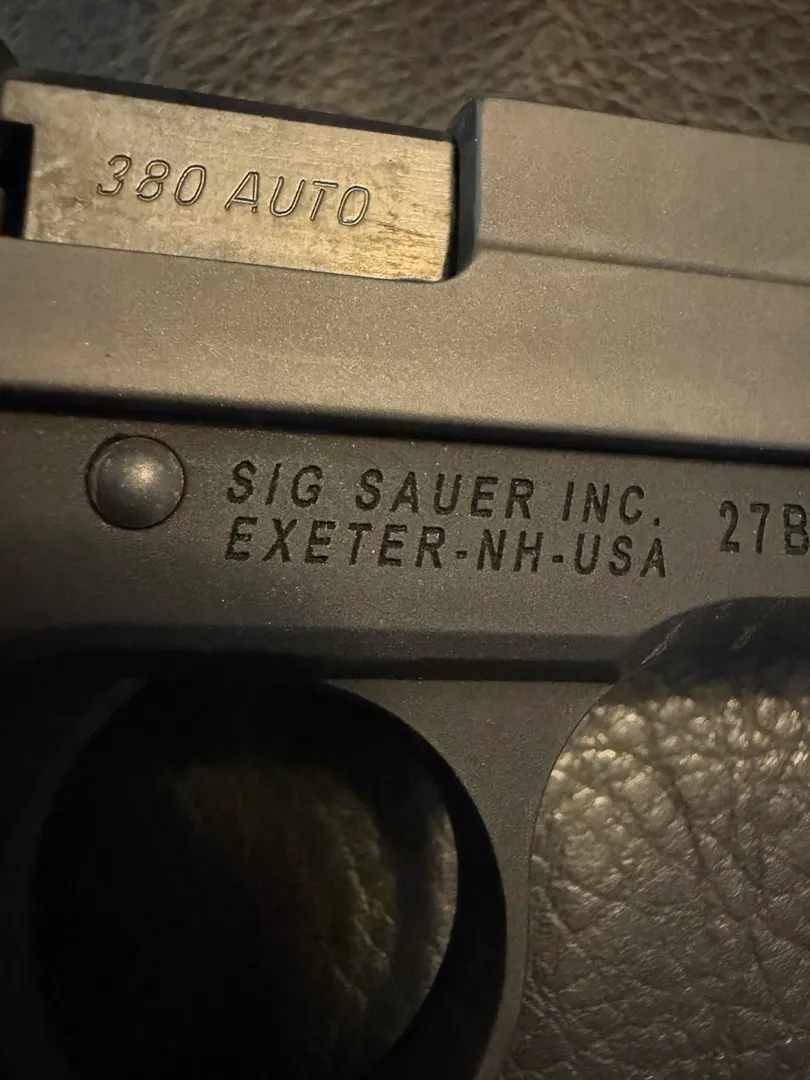 380 AUTO
SIG SAUER INC. 27B
EXETER-NH-USA